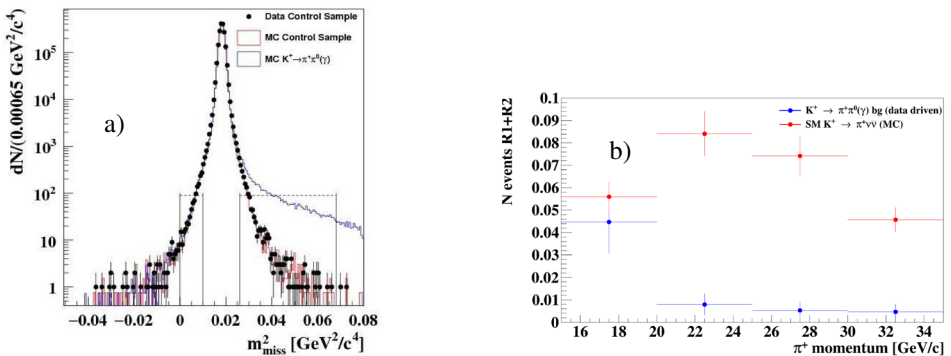 dN/(0.00065 GeV²/c⁴)
10⁵
10⁴
10³
10²
10
1
a)
Data Control Sample
MC Control Sample
MC K⁺→π⁺π⁰(γ)
−0.04 −0.02 0 0.02 0.04 0.06 0.08
m²miss [GeV²/c⁴]
N events R1+R2
0.1
0.09
0.08
0.07
0.06
0.05
0.04
0.03
0.02
0.01
0
b)
K⁺ → π⁺π⁰(γ) bg (data driven)
SM K⁺ → π⁺νν̄ (MC)
16 18 20 22 24 26 28 30 32 34
π⁺ momentum [GeV/c]